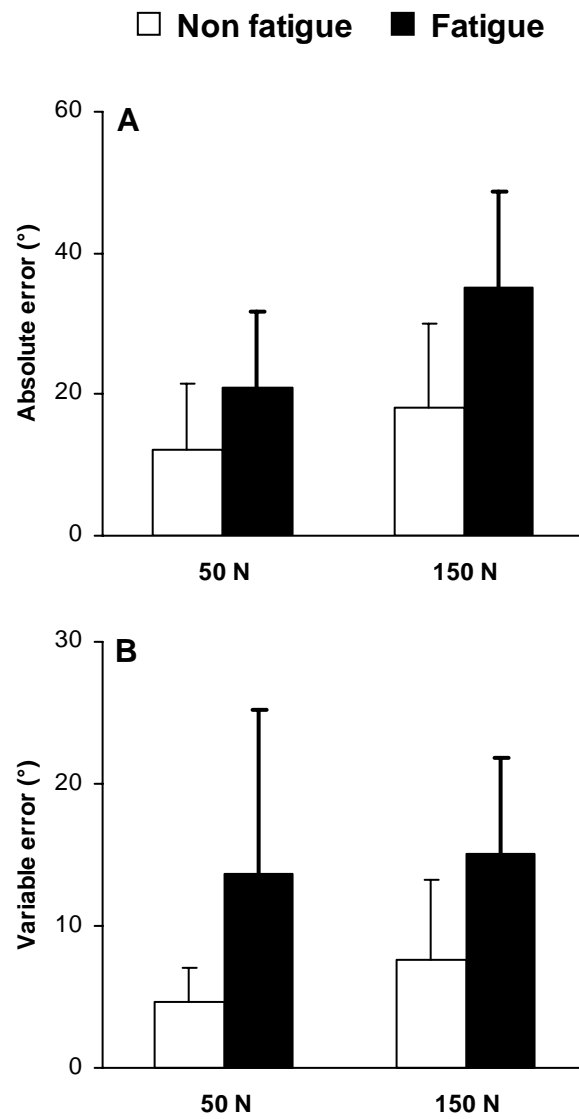 Non fatigue Fatigue
A
60
40
20
0
Absolute error (°)
50 N 150 N
B
30
20
10
0
Variable error (°)
50 N 150 N